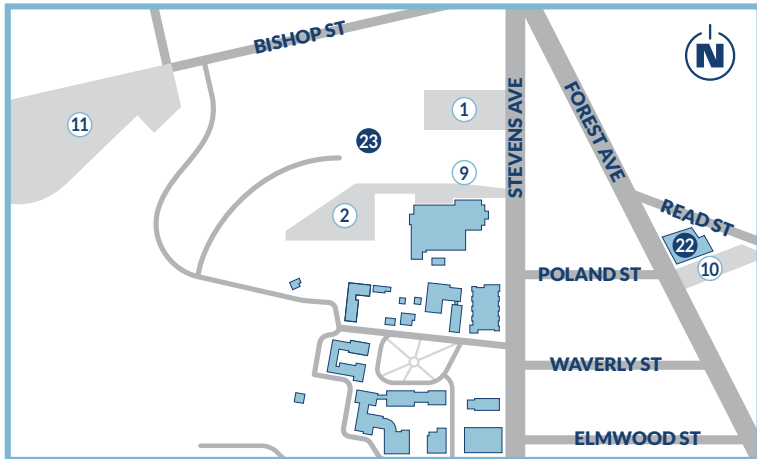 BISHOP ST
N
STEVENS AVE
FOREST AVE
1
11
23
9
READ ST
2
22
10
POLAND ST
WAVERLY ST
ELMWOOD ST